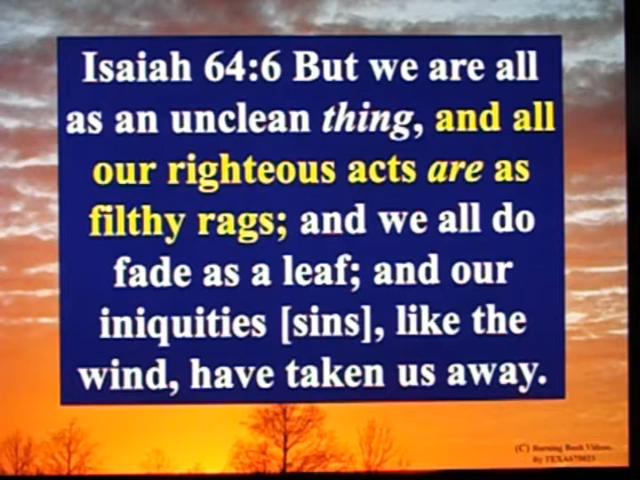 Isaiah 64:6 But we are all
as an unclean thing, and all
our righteous acts are as
filthy rags; and we all do
fade as a leaf; and our
iniquities [sins], like the
wind, have taken us away.
(C) Burning Bush Videos.
By TEXAS70023